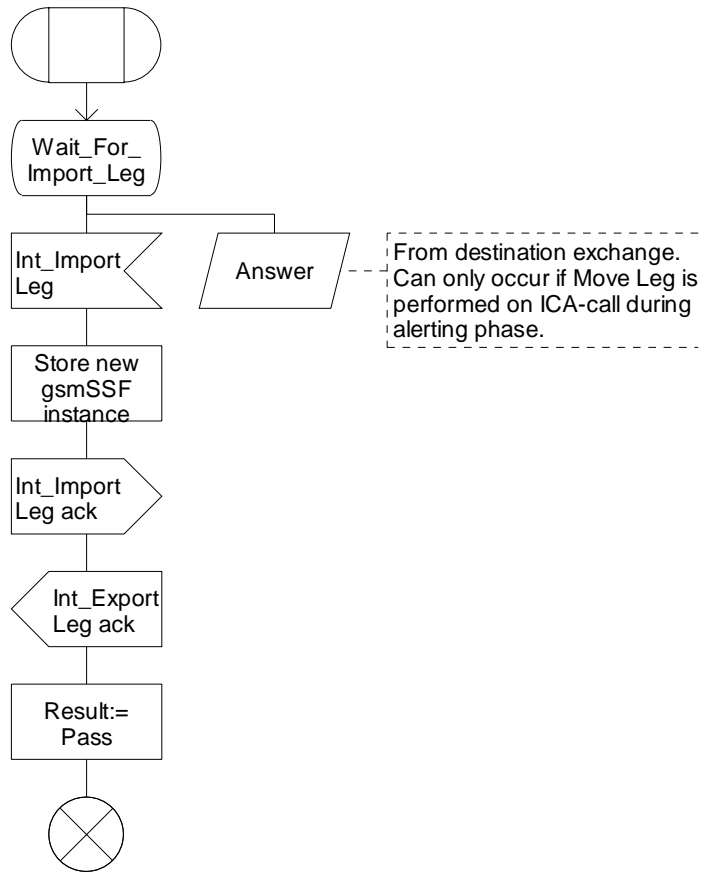 Wait_For_
Import_Leg
Int_Import
Leg
Answer
From destination exchange.
Can only occur if Move Leg is
performed on ICA-call during
alerting phase.
Store new
gsmSSF
instance
Int_Import
Leg ack
Int_Export
Leg ack
Result:=
Pass